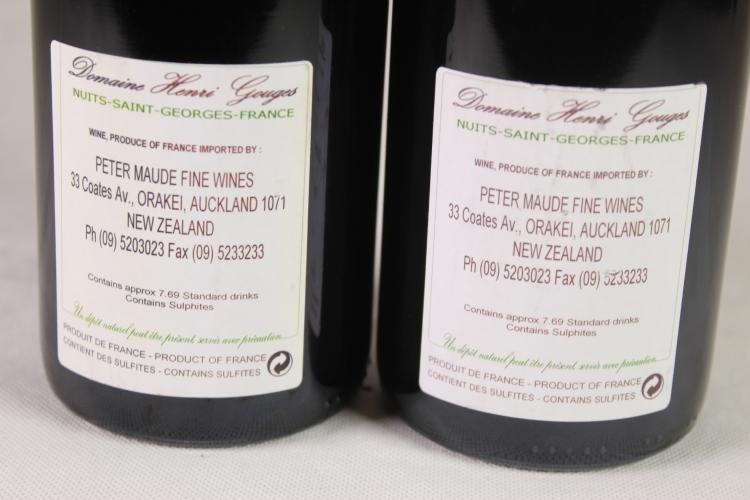 Domaine Henri Gouges
NUITS-SAINT-GEORGES-FRANCE
WINE, PRODUCE OF FRANCE IMPORTED BY :
PETER MAUDE FINE WINES
33 Coates Av., ORAKEI, AUCKLAND 1071
NEW ZEALAND
Ph (09) 5203023 Fax (09) 5233233
Contains approx 7.69 Standard drinks
Contains Sulphites
Un dépôt naturel peut être présent, servir avec précaution.
PRODUIT DE FRANCE - PRODUCT OF FRANCE
CONTIENT DES SULFITES - CONTAINS SULFITES
Domaine Henri Gouges
NUITS-SAINT-GEORGES-FRANCE
WINE, PRODUCE OF FRANCE IMPORTED BY :
PETER MAUDE FINE WINES
33 Coates Av., ORAKEI, AUCKLAND 1071
NEW ZEALAND
Ph (09) 5203023 Fax (09) 5233233
Contains approx 7.69 Standard drinks
Contains Sulphites
Un dépôt naturel peut être présent, servir avec précaution.
PRODUIT DE FRANCE - PRODUCT OF FRANCE
CONTIENT DES SULFITES - CONTAINS SULFITES